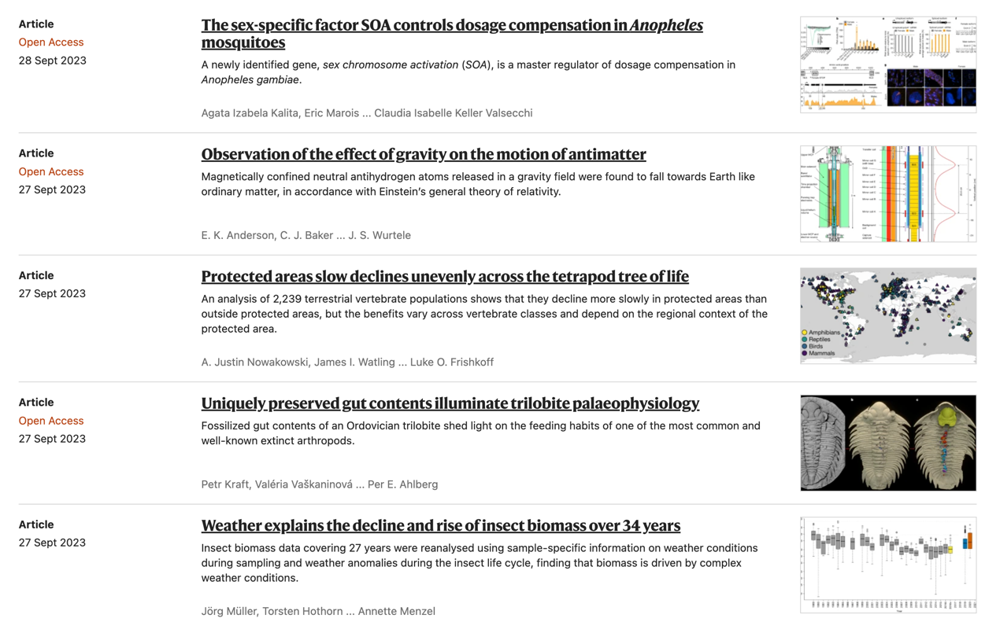 Article
Open Access
28 Sept 2023
The sex-specific factor SOA controls dosage compensation in Anopheles
mosquitoes
A newly identified gene, sex chromosome activation (SOA), is a master regulator of dosage compensation in
Anopheles gambiae.
Agata Izabela Kalita, Eric Marois ... Claudia Isabelle Keller Valsecchi
Article
Open Access
27 Sept 2023
Observation of the effect of gravity on the motion of antimatter
Magnetically confined neutral antihydrogen atoms released in a gravity field were found to fall towards Earth like
ordinary matter, in accordance with Einstein's general theory of relativity.
E. K. Anderson, C. J. Baker ... J. S. Wurtele
Article
27 Sept 2023
Protected areas slow declines unevenly across the tetrapod tree of life
An analysis of 2,239 terrestrial vertebrate populations shows that they decline more slowly in protected areas than
outside protected areas, but the benefits vary across vertebrate classes and depend on the regional context of the
protected area.
A. Justin Nowakowski, James I. Watling ... Luke O. Frishkoff
Amphibians
Reptiles
Birds
Mammals
Article
Open Access
27 Sept 2023
Uniquely preserved gut contents illuminate trilobite palaeophysiology
Fossilized gut contents of an Ordovician trilobite shed light on the feeding habits of one of the most common and
well-known extinct arthropods.
Petr Kraft, Valéria Vaškaninová ... Per E. Ahlberg
Article
27 Sept 2023
Weather explains the decline and rise of insect biomass over 34 years
Insect biomass data covering 27 years were reanalysed using sample-specific information on weather conditions
during sampling and weather anomalies during the insect life cycle, finding that biomass is driven by complex
weather conditions.
Jörg Müller, Torsten Hothorn ... Annette Menzel